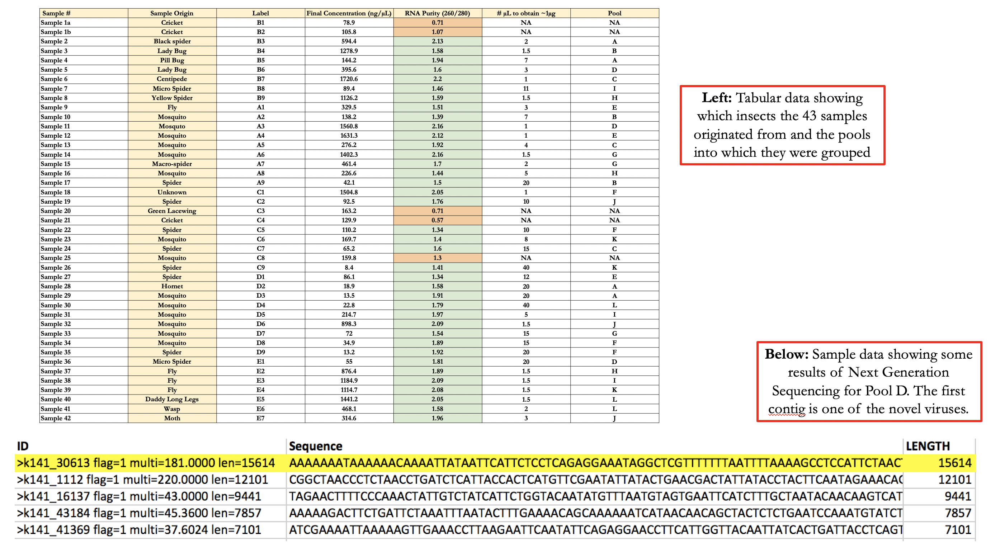 Sample # Sample Origin Label Final Concentration (ng/µL) RNA Purity (260/280) # µL to obtain ~1µg Pool
Sample 1a Cricket B1 78.9 0.71 NA NA
Sample 1b Cricket B2 105.8 1.07 NA NA
Sample 2 Black spider B3 594.4 2.13 2 A
Sample 3 Lady Bug B4 1278.9 1.58 1.5 B
Sample 4 Pill Bug B5 144.2 1.94 7 A
Sample 5 Lady Bug B6 395.6 1.6 3 D
Sample 6 Centipede B7 1720.6 2.2 1 C
Sample 7 Micro Spider B8 89.4 1.46 11 I
Sample 8 Yellow Spider B9 1126.2 1.59 1.5 H
Sample 9 Fly A1 329.5 1.51 3 E
Sample 10 Mosquito A2 138.2 1.39 7 B
Sample 11 Mosquto A3 1560.8 2.16 1 D
Sample 12 Mosquito A4 1631.3 2.12 1 E
Sample 13 Mosquito A5 276.2 1.92 4 C
Sample 14 Mosquito A6 1402.3 2.16 1.5 G
Sample 15 Macro-spider A7 461.4 1.7 2 G
Sample 16 Mosquito A8 226.6 1.44 5 H
Sample 17 Spider A9 42.1 1.5 20 B
Sample 18 Unknown C1 1504.8 2.05 1 F
Sample 19 Spider C2 92.5 1.76 10 J
Sample 20 Green Lacewing C3 163.2 0.71 NA NA
Sample 21 Cricket C4 129.9 0.57 NA NA
Sample 22 Spider C5 110.2 1.34 10 F
Sample 23 Mosquito C6 169.7 1.4 8 K
Sample 24 Spider C7 65.2 1.6 15 C
Sample 25 Mosquito C8 159.8 1.3 NA NA
Sample 26 Spider C9 8.4 1.41 40 K
Sample 27 Spider D1 86.1 1.34 12 E
Sample 28 Hornet D2 18.9 1.58 20 A
Sample 29 Mosquito D3 13.5 1.91 20 A
Sample 30 Mosquito D4 22.8 1.79 40 L
Sample 31 Mosquito D5 214.7 1.97 5 I
Sample 32 Mosquito D6 898.3 2.09 1.5 J
Sample 33 Mosquito D7 72 1.54 15 G
Sample 34 Mosquito D8 34.9 1.89 15 F
Sample 35 Spider D9 13.2 1.92 20 F
Sample 36 Micro Spider E1 55 1.81 20 D
Sample 37 Fly E2 876.4 1.89 1.5 H
Sample 38 Fly E3 1184.9 2.09 1.5 I
Sample 39 Fly E4 1114.7 2.08 1.5 K
Sample 40 Daddy Long Legs E5 1441.2 2.05 1.5 L
Sample 41 Wasp E6 468.1 1.58 2 L
Sample 42 Moth E7 314.6 1.96 3 J
Left: Tabular data showing
which insects the 43 samples
originated from and the pools
into which they were grouped
Below: Sample data showing some
results of Next Generation
Sequencing for Pool D. The first
contig is one of the novel viruses.
ID Sequence LENGTH
>k141_30613 flag=1 multi=181.0000 len=15614 AAAAAAATAAAAAACAAAATTATAATTCATTCTCCTCAGAGGAAATAGGCTCGTTTTTTTAATTTTAAAAGCCTCCATTCTAAC 15614
>k141_1112 flag=1 multi=220.0000 len=12101 CGGCTAACCCTCTAACCTGATCTCATTACCACTCATGTTCGAATATTATACTGAACGACTATTATACCTACTTCAATAGAAACAC 12101
>k141_16137 flag=1 multi=43.0000 len=9441 TAGAACTTTTCCCAAACTATTGTCTATCATTCTGGTACAATATGTTTAATGTAGTGAATTCATCTTTGCTAATACAACAAGTCAT 9441
>k141_43184 flag=1 multi=45.3600 len=7857 AAAAAGACTTCTGATTCTAAATTTAATACTTTGAAAACAGCAAAAAATCATAACAACAGCTACTCTCTGAATCCAAATGTATCT 7857
>k141_41369 flag=1 multi=37.6024 len=7101 ATCGAAAATTAAAAAGTTGAAACCTTAAGAATTCAATATTCAGAGGAACCTTCATTGGTTACAATTATCACTGATTACCTCAGT 7101